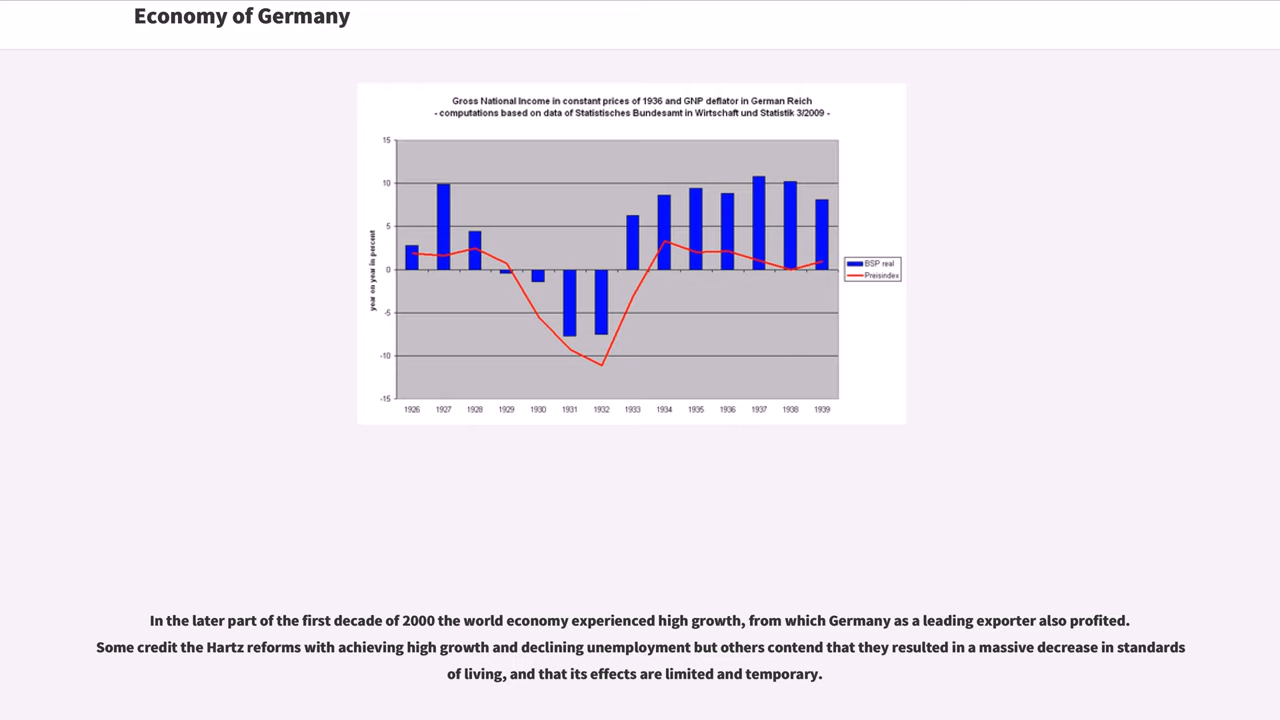 Economy of Germany
Gross National Income in constant prices of 1936 and GNP deflator in German Reich
- computations based on data of Statistisches Bundesamt in Wirtschaft und Statistik 3/2009 -
15
10
5
0
-5
-10
-15
year on year in percent
1926 1927 1928 1929 1930 1931 1932 1933 1934 1935 1936 1937 1938 1939
BSP real
Preisindex
In the later part of the first decade of 2000 the world economy experienced high growth, from which Germany as a leading exporter also profited.
Some credit the Hartz reforms with achieving high growth and declining unemployment but others contend that they resulted in a massive decrease in standards
of living, and that its effects are limited and temporary.